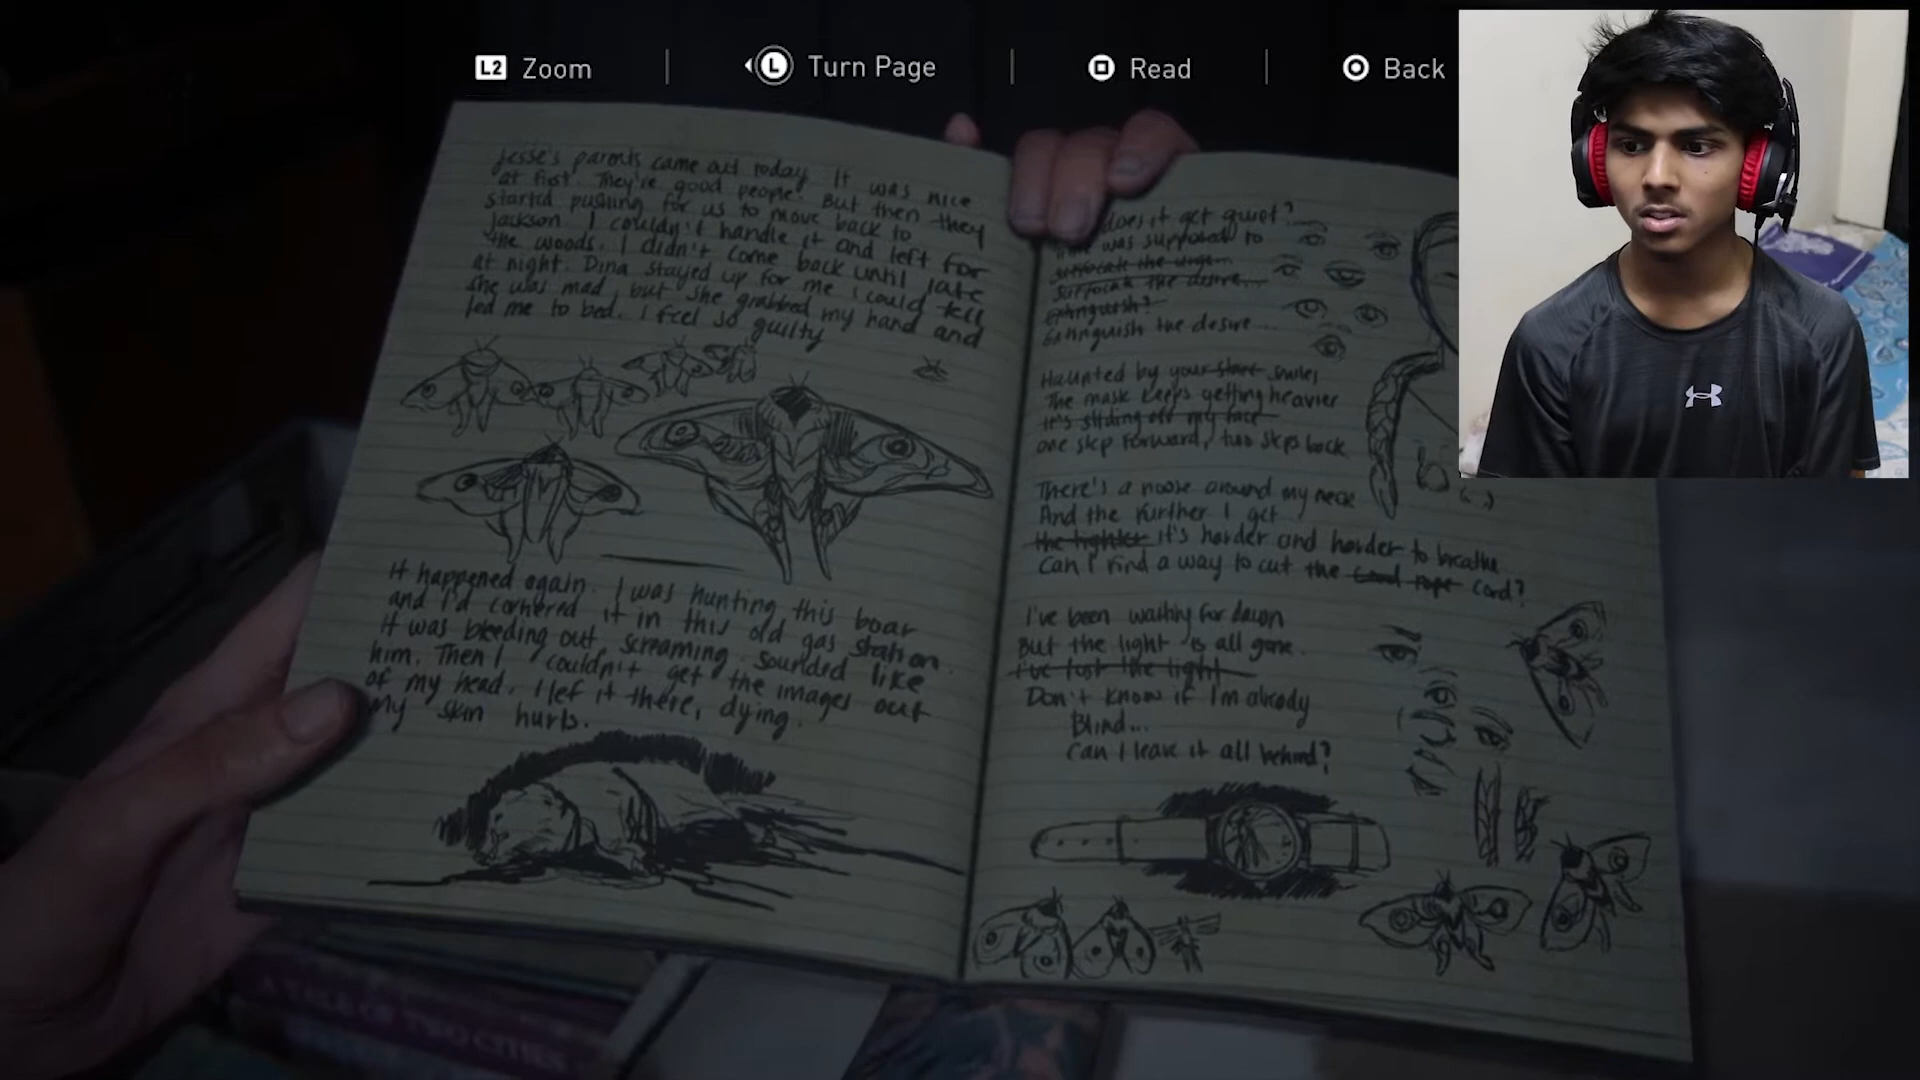 L2 Zoom
L Turn Page
Read
Back
Jesse's parents came out today. It was nice
at first. They're good people. But then they
started pushing for us to move back to
Jackson. I couldn't handle it and left for
the woods. I didn't come back until late
at night. Dina stayed up for me. I could tell
she was mad, but she grabbed my hand and
led me to bed. I feel so guilty
It happened again. I was hunting this boar
and I'd cornered it in this old gas station.
It was bleeding out, screaming. Sounded like
him. Then I couldn't get the images out
of my head. I lef it there, dying.
My skin hurts.
does it get quiet?
was supposed to
suffocate the urge...
suffocate the desire...
Extinguish?
Extinguish the desire...
Haunted by your stare smile,
The mask keeps getting heavier
it's sliding off my face
one step forward, two steps back
There's a noose around my neck
And the further I get
the tighter it's harder and harder to breathe
Can I find a way to cut the rope cord?
I've been waiting for dawn
But the light is all gone.
I've lost the light
Don't know if I'm already
Blind...
Can I leave it all behind?
A TALE OF TWO CITIES